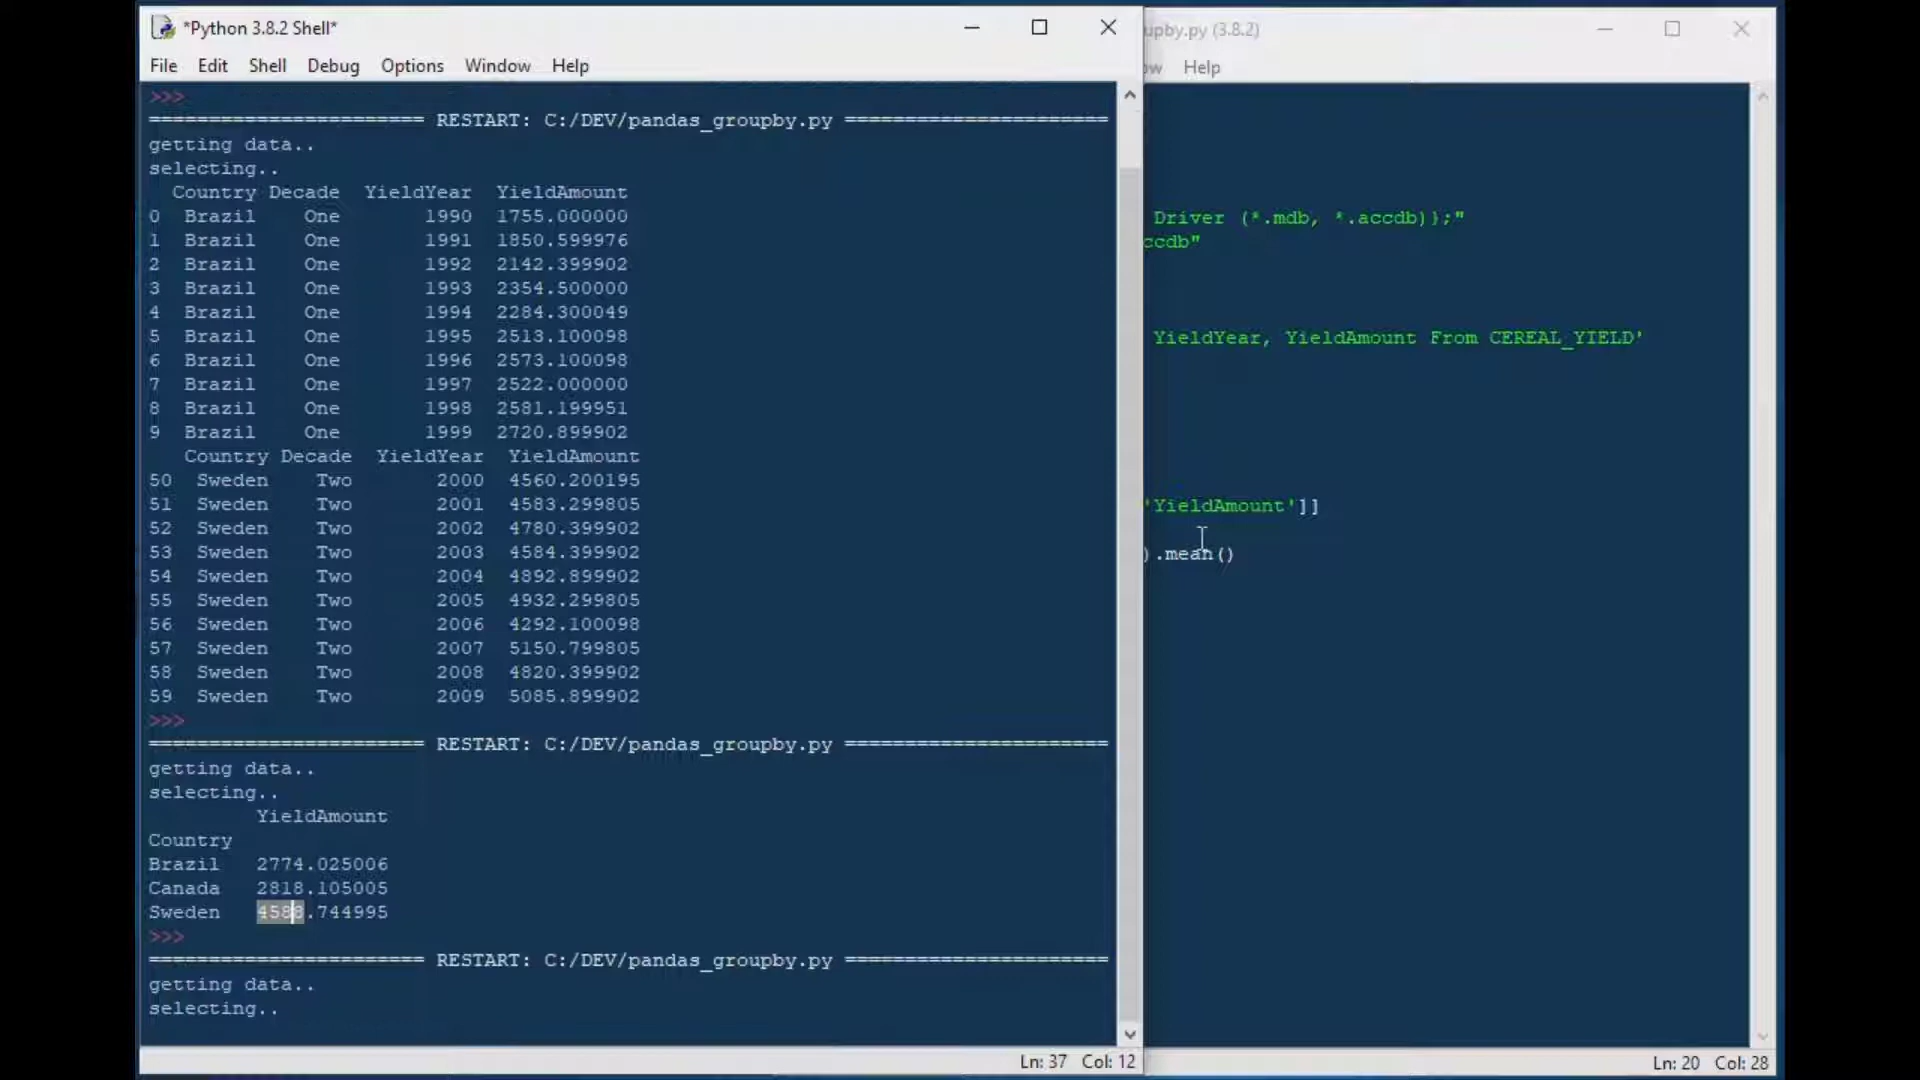 *Python 3.8.2 Shell*
File Edit Shell Debug Options Window Help
>>>
====================== RESTART: C:/DEV/pandas_groupby.py ======================
getting data..
selecting..
Country Decade YieldYear YieldAmount
0 Brazil One 1990 1755.000000
1 Brazil One 1991 1850.599976
2 Brazil One 1992 2142.399902
3 Brazil One 1993 2354.500000
4 Brazil One 1994 2284.300049
5 Brazil One 1995 2513.100098
6 Brazil One 1996 2573.100098
7 Brazil One 1997 2522.000000
8 Brazil One 1998 2581.199951
9 Brazil One 1999 2720.899902
Country Decade YieldYear YieldAmount
50 Sweden Two 2000 4560.200195
51 Sweden Two 2001 4583.299805
52 Sweden Two 2002 4780.399902
53 Sweden Two 2003 4584.399902
54 Sweden Two 2004 4892.899902
55 Sweden Two 2005 4932.299805
56 Sweden Two 2006 4292.100098
57 Sweden Two 2007 5150.799805
58 Sweden Two 2008 4820.399902
59 Sweden Two 2009 5085.899902
>>>
====================== RESTART: C:/DEV/pandas_groupby.py ======================
getting data..
selecting..
YieldAmount
Country
Brazil 2774.025006
Canada 2818.105005
Sweden 4588.744995
>>>
====================== RESTART: C:/DEV/pandas_groupby.py ======================
getting data..
selecting..
Ln: 37 Col: 12
upby.py (3.8.2)
ow Help
Driver (*.mdb, *.accdb)};"
ccdb"
YieldYear, YieldAmount From CEREAL_YIELD'
'YieldAmount']]
).mean()
Ln: 20 Col: 28